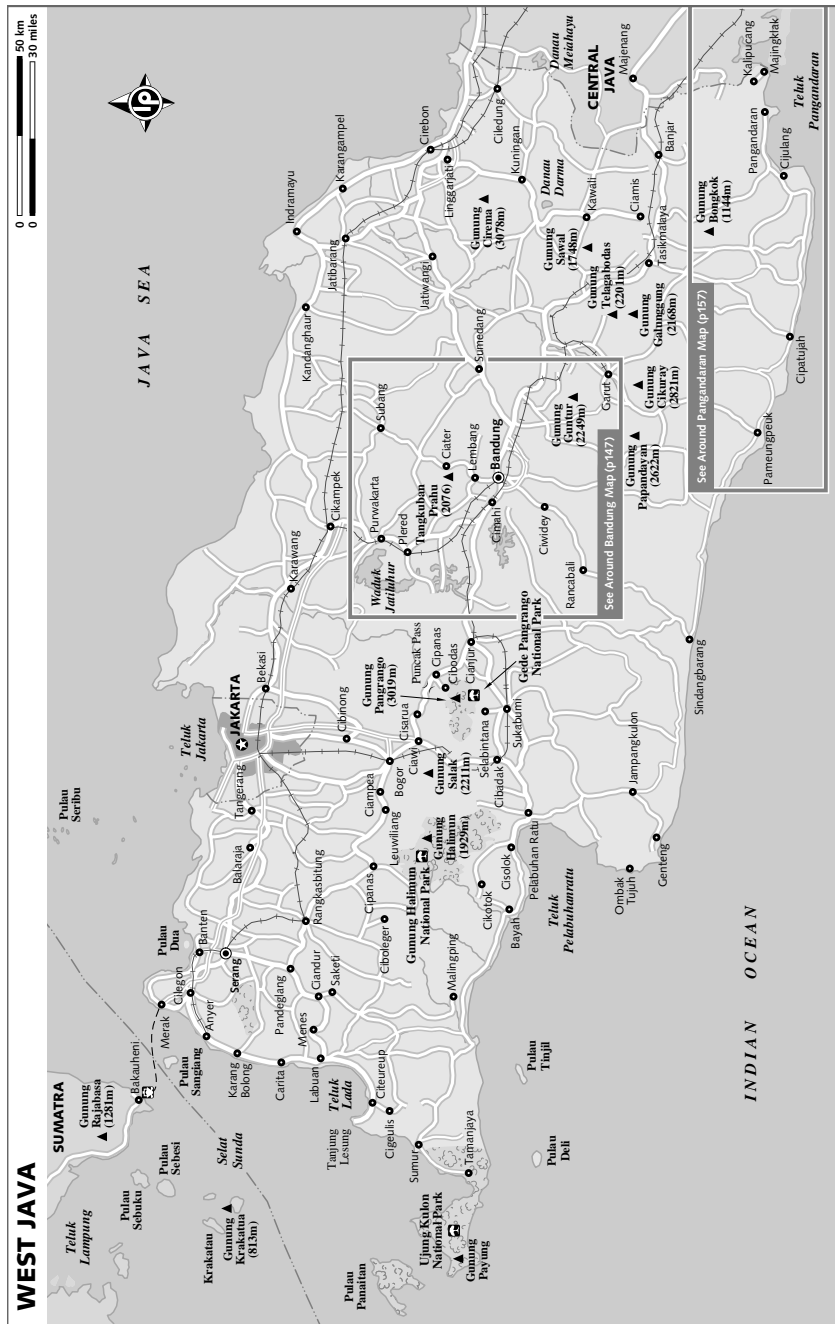 WEST JAVA
0 50 km
0 30 miles
lp
SUMATRA
Teluk
Lampung
Gunung
Rajabasa
(1281m)
Bakauheni
Pulau
Sebuku
Pulau
Sebesi
Krakatau
Gunung
Krakatua
(813m)
Selat
Sunda
Pulau
Sangiang
Pulau
Panaitan
Ujung Kulon
National Park
Gunung
Payung
Pulau
Deli
Pulau
Tinjil
Tanjung
Lesung
Sumur
Tamanjaya
Cigeulis
Citeureup
Teluk
Lada
Labuan
Carita
Karang
Bolong
Anyer
Merak
Cilegon
Pulau
Dua
Banten
Serang
Pandeglang
Menes
Ciandur
Saketi
Malingping
Rangkasbitung
Ciboleger
Cipanas
Gunung Halimun
National Park
Gunung
Halimun
(1929m)
Leuwiliang
Ciampea
Bogor
Ciawi
Cisarua
Gunung
Salak
(2211m)
Bayah
Cikotok
Cisolok
Pelabuhan Ratu
Teluk
Pelabuhanratu
Cibadak
Selabintana
Sukabumi
Balaraja
Tangerang
Pulau
Seribu
Teluk
Jakarta
JAKARTA
Bekasi
Cibinong
Gunung
Pangrango
(3019m)
Puncak Pass
Cipanas
Cibodas
Cianjur
Gede Pangrango
National Park
Ombak
Tujuh
Genteng
Jampangkulon
Sindangbarang
INDIAN OCEAN
JAVA SEA
Karawang
Cikampek
Purwakarta
Plered
Waduk
Jatiluhur
Subang
Tangkuban
Prahu
(2076)
Ciater
Lembang
Cimahi
Bandung
Ciwidey
Rancabali
Sumedang
See Around Bandung Map (p147)
Gunung
Guntur
(2249m)
Garut
Gunung
Papandayan
(2622m)
Gunung
Cikuray
(2821m)
Gunung
Galunggung
(2168m)
Gunung
Telagabodas
(2201m)
Gunung
Sawal
(1748m)
Kandanghaur
Indramayu
Karangampel
Jatibarang
Jatiwangi
Cirebon
Linggarjati
Gunung
Cirema
(3078m)
Kuningan
Ciledung
Danau
Darma
Danau
Meiahayu
CENTRAL
JAVA
Majenang
Kawali
Ciamis
Tasikmalaya
Banjar
See Around Pangandaran Map (p157)
Gunung
Bongkok
(1144m)
Pameungpeuk
Cipatujah
Cijulang
Pangandaran
Kalipucang
Majingklak
Teluk
Pangandaran